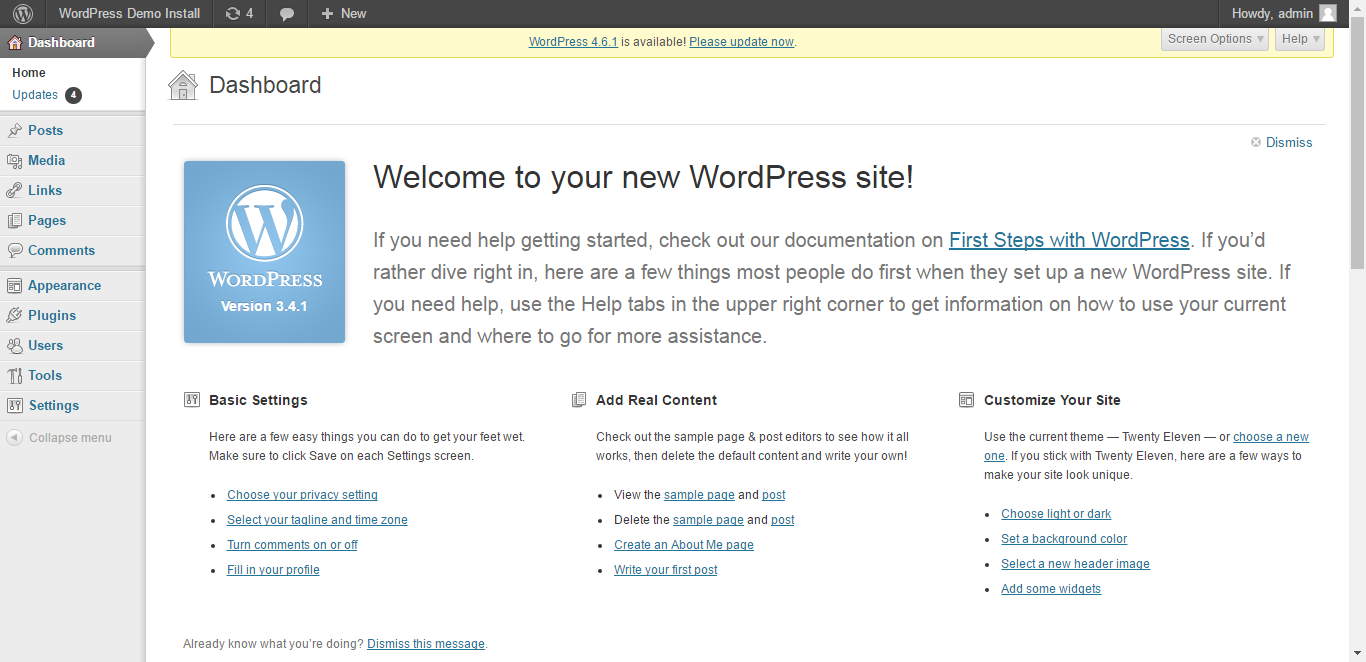 WordPress Demo Install 4 + New Howdy, admin
Dashboard
WordPress 4.6.1 is available! Please update now.
Screen Options Help
Home
Updates 4
Posts
Media
Links
Pages
Comments
Appearance
Plugins
Users
Tools
Settings
Collapse menu
Dashboard
Dismiss
WORDPRESS
Version 3.4.1
Welcome to your new WordPress site!
If you need help getting started, check out our documentation on First Steps with WordPress. If you’d
rather dive right in, here are a few things most people do first when they set up a new WordPress site. If
you need help, use the Help tabs in the upper right corner to get information on how to use your current
screen and where to go for more assistance.
Basic Settings
Here are a few easy things you can do to get your feet wet.
Make sure to click Save on each Settings screen.
• Choose your privacy setting
• Select your tagline and time zone
• Turn comments on or off
• Fill in your profile
Add Real Content
Check out the sample page & post editors to see how it all
works, then delete the default content and write your own!
• View the sample page and post
• Delete the sample page and post
• Create an About Me page
• Write your first post
Customize Your Site
Use the current theme — Twenty Eleven — or choose a new
one. If you stick with Twenty Eleven, here are a few ways to
make your site look unique.
• Choose light or dark
• Set a background color
• Select a new header image
• Add some widgets
Already know what you’re doing? Dismiss this message.